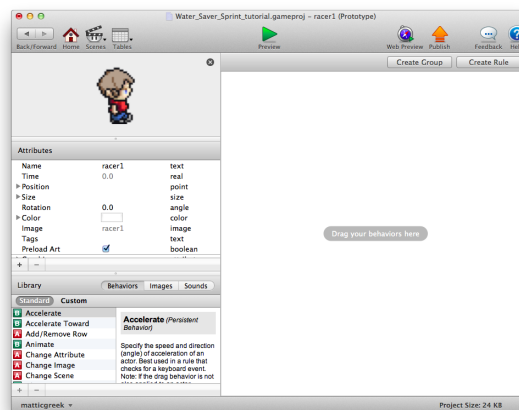 Water_Saver_Sprint_tutorial.gameproj – racer1 (Prototype)
Back/Forward Home Scenes Tables Preview Web Preview Publish Feedback
Create Group Create Rule
Attributes
Name racer1 text
Time 0.0 real
Position point
Size size
Rotation 0.0 angle
Color color
Image racer1 image
Tags text
Preload Art boolean
Drag your behaviors here
+ −
Library Behaviors Images Sounds
Standard Custom
B Accelerate
B Accelerate Toward
A Add/Remove Row
B Animate
A Change Attribute
A Change Image
A Change Scene
Accelerate (Persistent
Behavior)
Specify the speed and direction
(angle) of acceleration of an
actor. Best used in a rule that
checks for a keyboard event.
Note: If the drag behavior is not
+ −
matticgreek Project Size: 24 KB